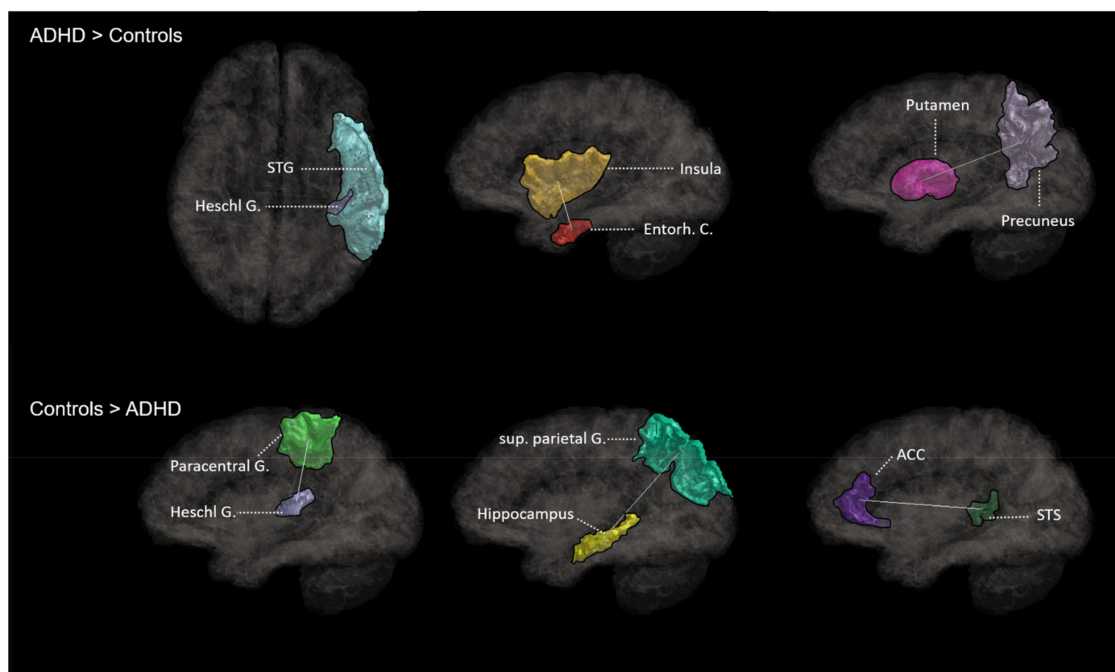 ADHD > Controls
STG
Heschl G.
Insula
Entorh. C.
Putamen
Precuneus
Controls > ADHD
Paracentral G.
Heschl G.
sup. parietal G.
Hippocampus
ACC
STS